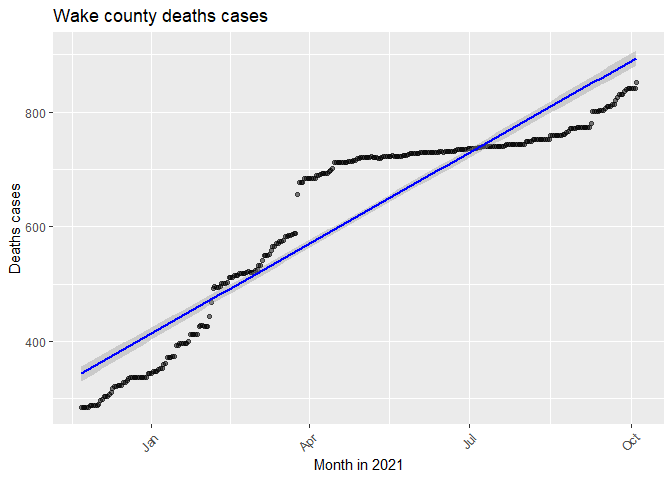 Wake county deaths cases
800
600
400
Deaths cases
Jan
Apr
Jul
Oct
Month in 2021